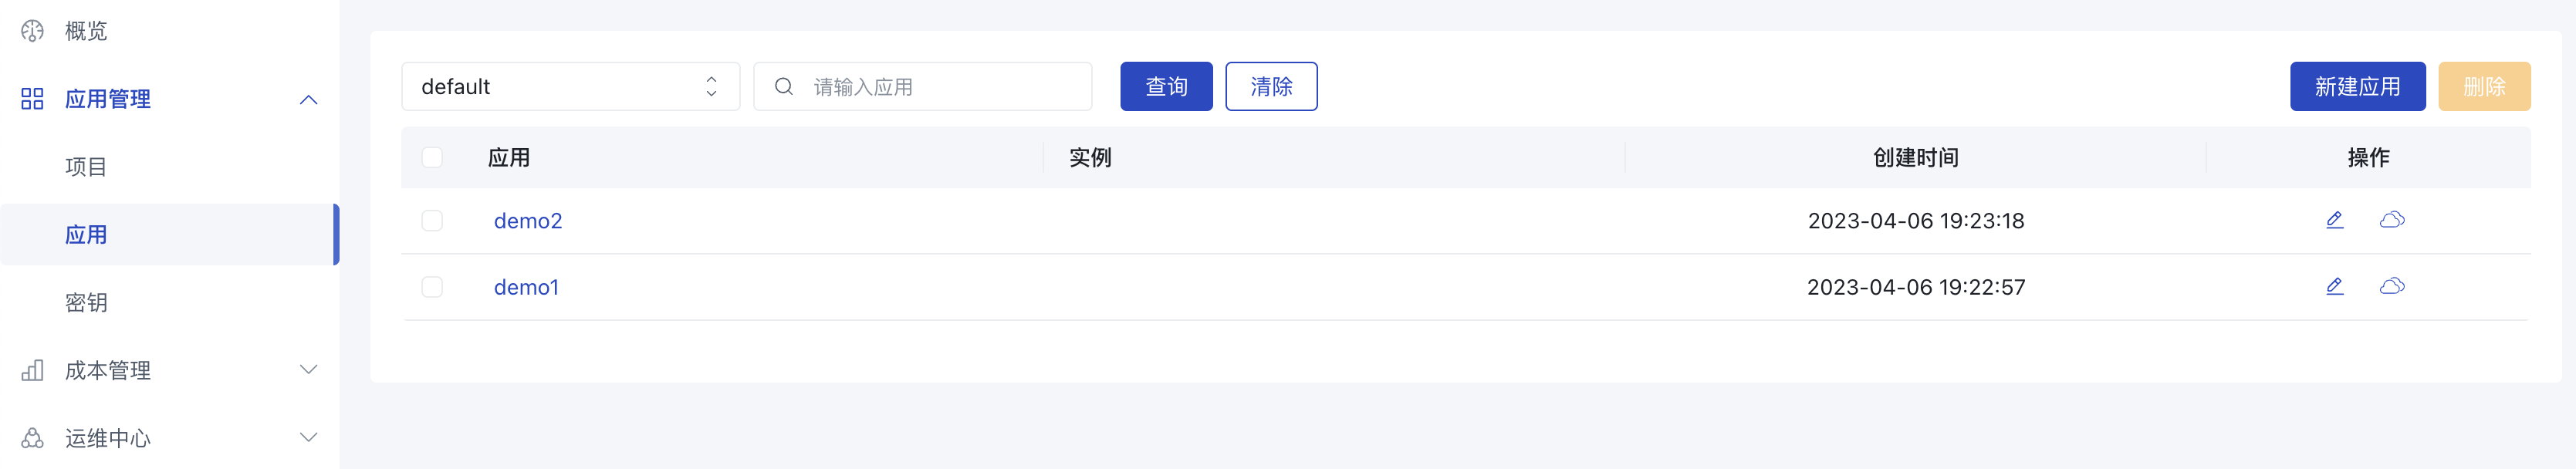 概览
应用管理
项目
应用
密钥
成本管理
运维中心
default 请输入应用 查询 清除 新建应用 删除
应用 实例 创建时间 操作
demo2 2023-04-06 19:23:18
demo1 2023-04-06 19:22:57